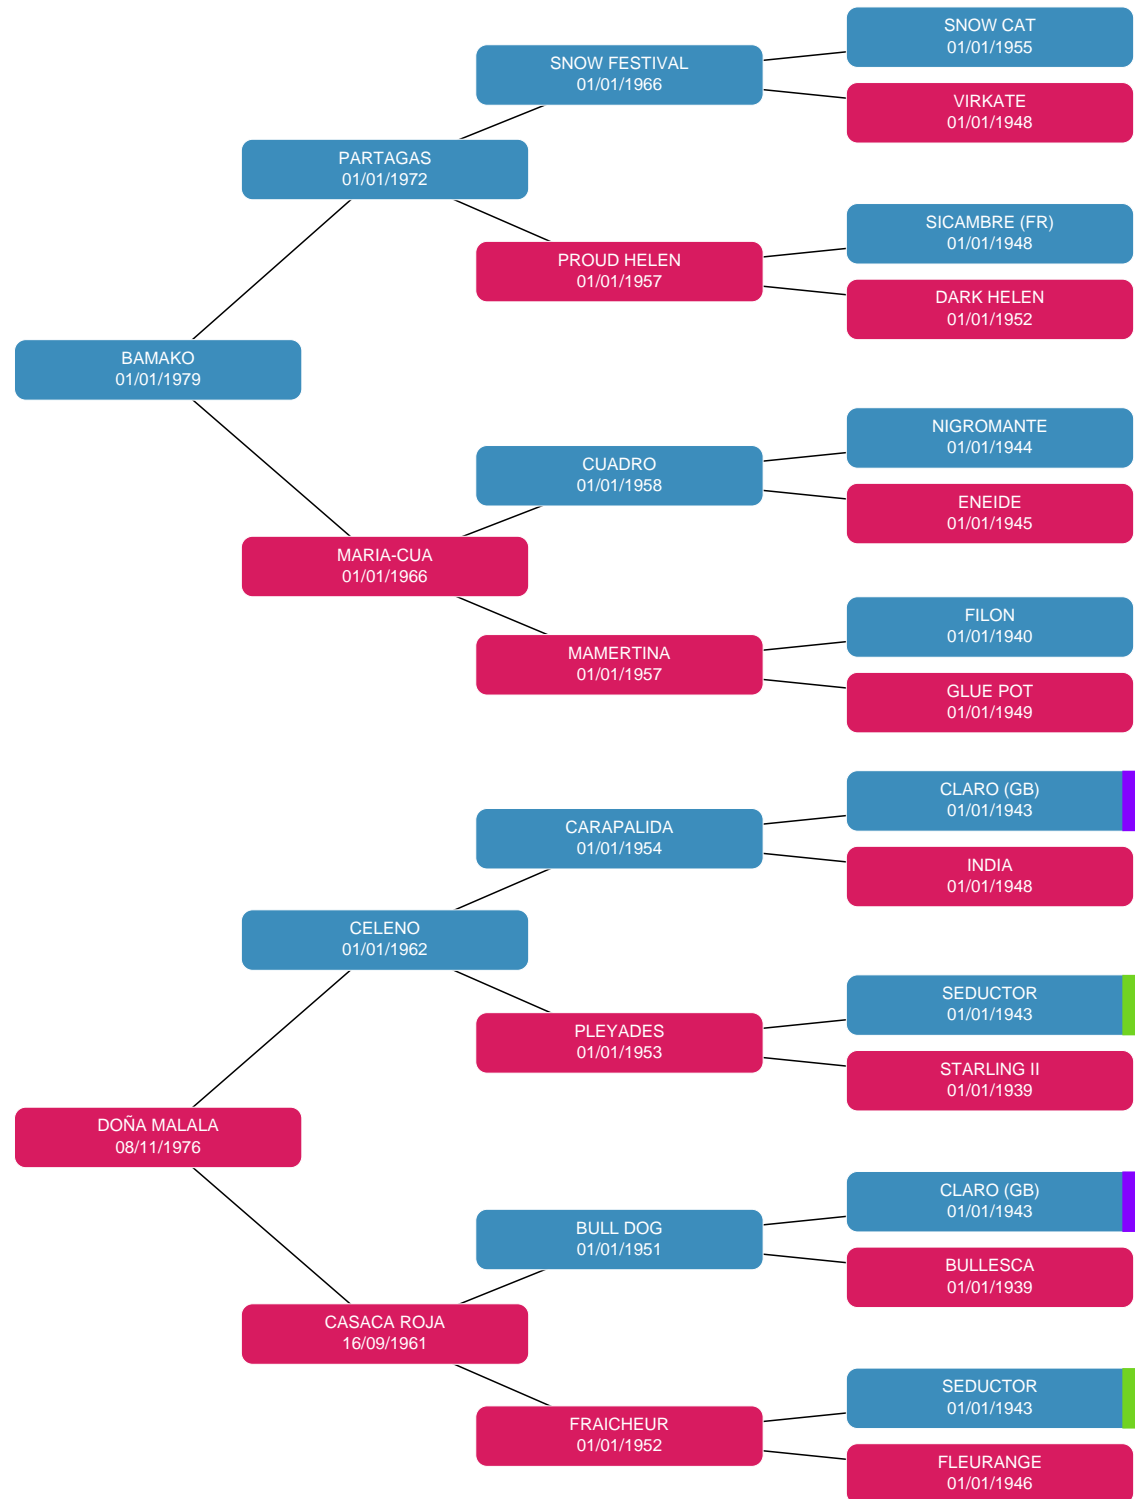 SNOW CAT
01/01/1955
SNOW FESTIVAL
01/01/1966
VIRKATE
01/01/1948
PARTAGAS
01/01/1972
SICAMBRE (FR)
01/01/1948
PROUD HELEN
01/01/1957
DARK HELEN
01/01/1952
BAMAKO
01/01/1979
NIGROMANTE
01/01/1944
CUADRO
01/01/1958
ENEIDE
01/01/1945
MARIA-CUA
01/01/1966
FILON
01/01/1940
MAMERTINA
01/01/1957
GLUE POT
01/01/1949
CLARO (GB)
01/01/1943
CARAPALIDA
01/01/1954
INDIA
01/01/1948
CELENO
01/01/1962
SEDUCTOR
01/01/1943
PLEYADES
01/01/1953
STARLING II
01/01/1939
DOÑA MALALA
08/11/1976
CLARO (GB)
01/01/1943
BULL DOG
01/01/1951
BULLESCA
01/01/1939
CASACA ROJA
16/09/1961
SEDUCTOR
01/01/1943
FRAICHEUR
01/01/1952
FLEURANGE
01/01/1946